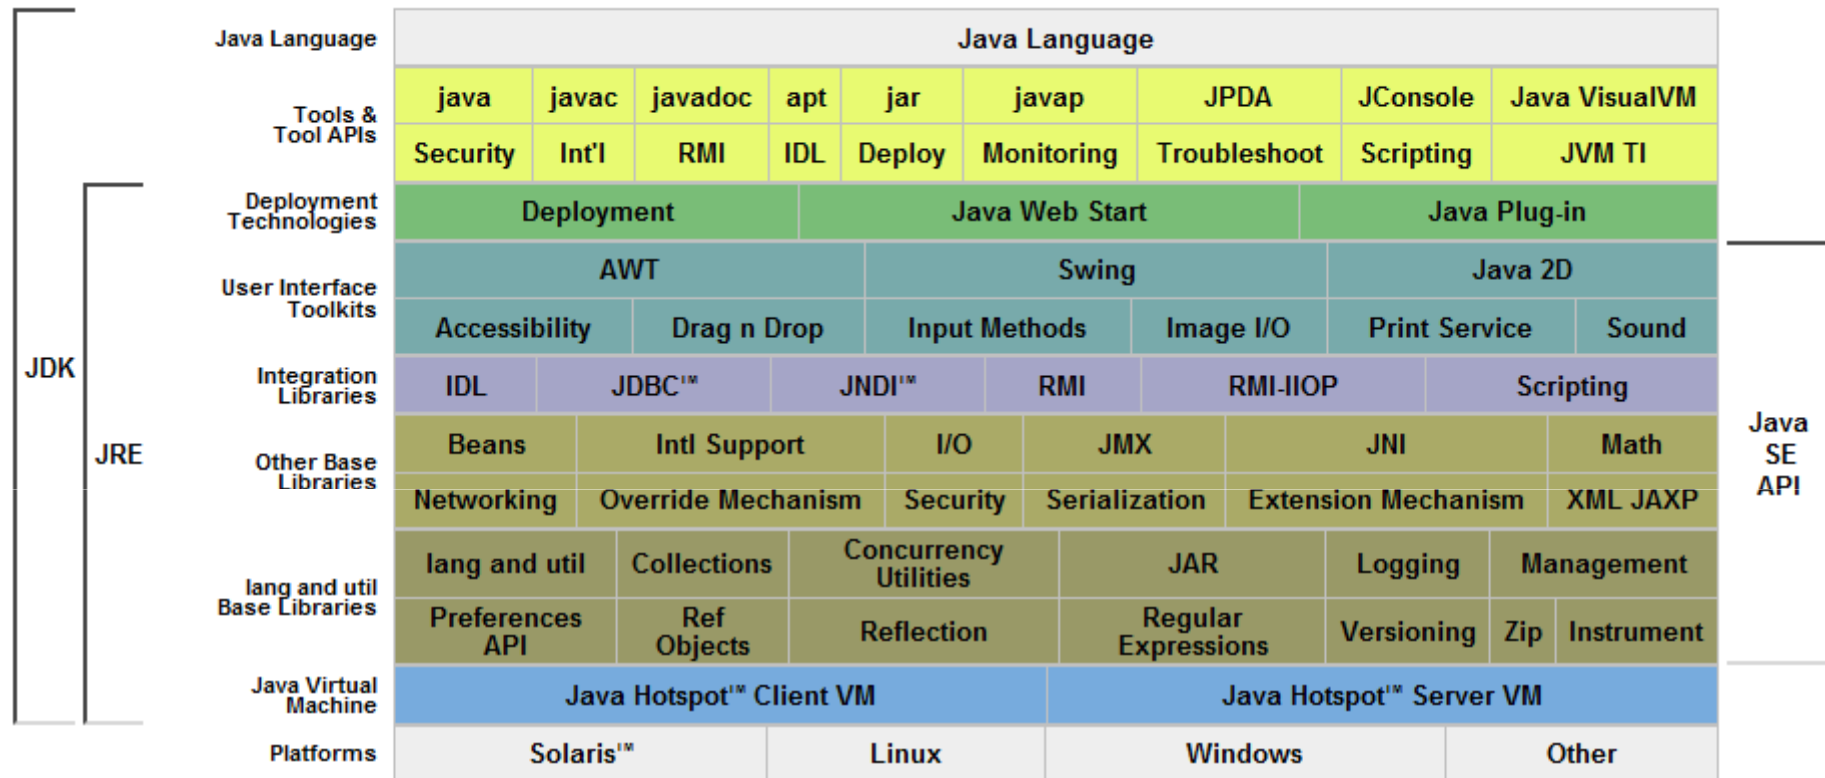 Java Language
Java Language
Tools &
Tool APIs
java javac javadoc apt jar javap JPDA JConsole Java VisualVM
Security Int'l RMI IDL Deploy Monitoring Troubleshoot Scripting JVM TI
Deployment
Technologies
Deployment Java Web Start Java Plug-in
User Interface
Toolkits
AWT Swing Java 2D
Accessibility Drag n Drop Input Methods Image I/O Print Service Sound
JDK
Integration
Libraries
IDL JDBC™ JNDI™ RMI RMI-IIOP Scripting
JRE
Other Base
Libraries
Beans Intl Support I/O JMX JNI Math
Networking Override Mechanism Security Serialization Extension Mechanism XML JAXP
Java
SE
API
lang and util
Base Libraries
lang and util Collections Concurrency Utilities JAR Logging Management
Preferences API Ref Objects Reflection Regular Expressions Versioning Zip Instrument
Java Virtual
Machine
Java Hotspot™ Client VM Java Hotspot™ Server VM
Platforms
Solaris™ Linux Windows Other